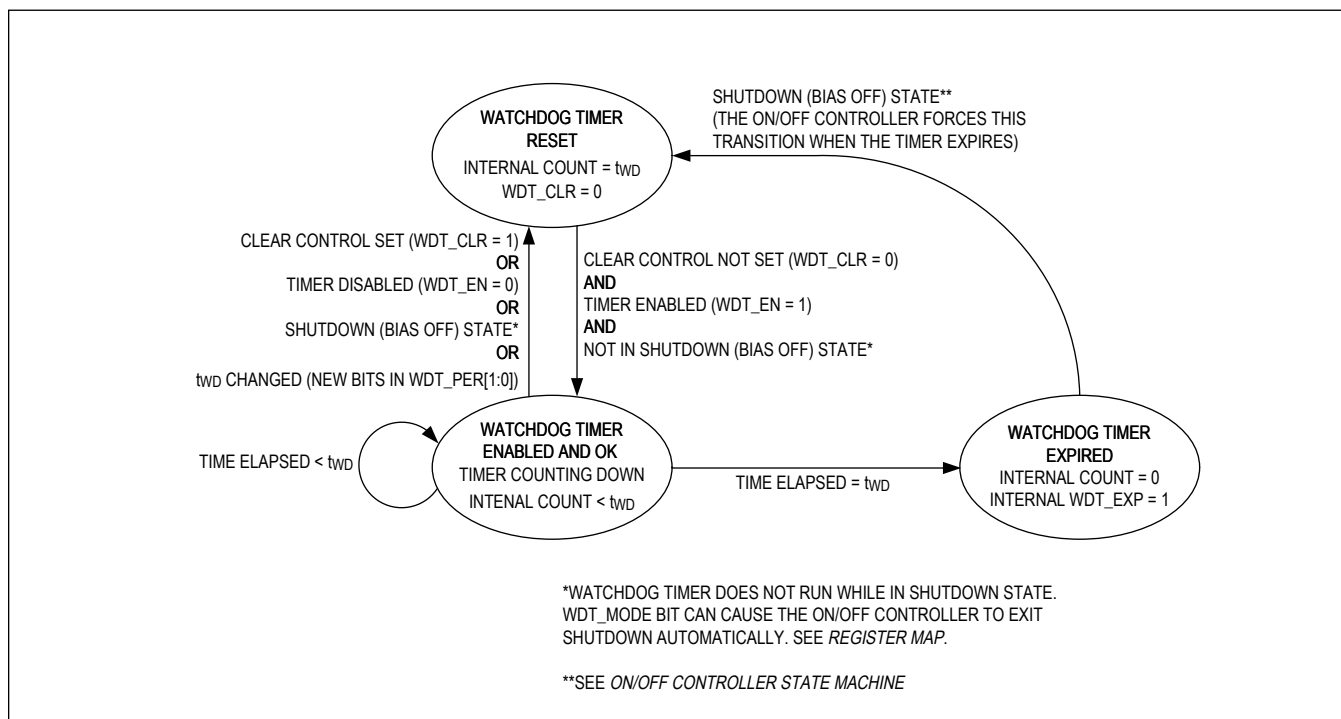 SHUTDOWN (BIAS OFF) STATE**
(THE ON/OFF CONTROLLER FORCES THIS
TRANSITION WHEN THE TIMER EXPIRES)
WATCHDOG TIMER
RESET
INTERNAL COUNT = tWD
WDT_CLR = 0
CLEAR CONTROL SET (WDT_CLR = 1)
OR
TIMER DISABLED (WDT_EN = 0)
OR
SHUTDOWN (BIAS OFF) STATE*
OR
tWD CHANGED (NEW BITS IN WDT_PER[1:0])
CLEAR CONTROL NOT SET (WDT_CLR = 0)
AND
TIMER ENABLED (WDT_EN = 1)
AND
NOT IN SHUTDOWN (BIAS OFF) STATE*
TIME ELAPSED < tWD
WATCHDOG TIMER
ENABLED AND OK
TIMER COUNTING DOWN
INTENAL COUNT < tWD
TIME ELAPSED = tWD
WATCHDOG TIMER
EXPIRED
INTERNAL COUNT = 0
INTERNAL WDT_EXP = 1
*WATCHDOG TIMER DOES NOT RUN WHILE IN SHUTDOWN STATE.
WDT_MODE BIT CAN CAUSE THE ON/OFF CONTROLLER TO EXIT
SHUTDOWN AUTOMATICALLY. SEE REGISTER MAP.
**SEE ON/OFF CONTROLLER STATE MACHINE